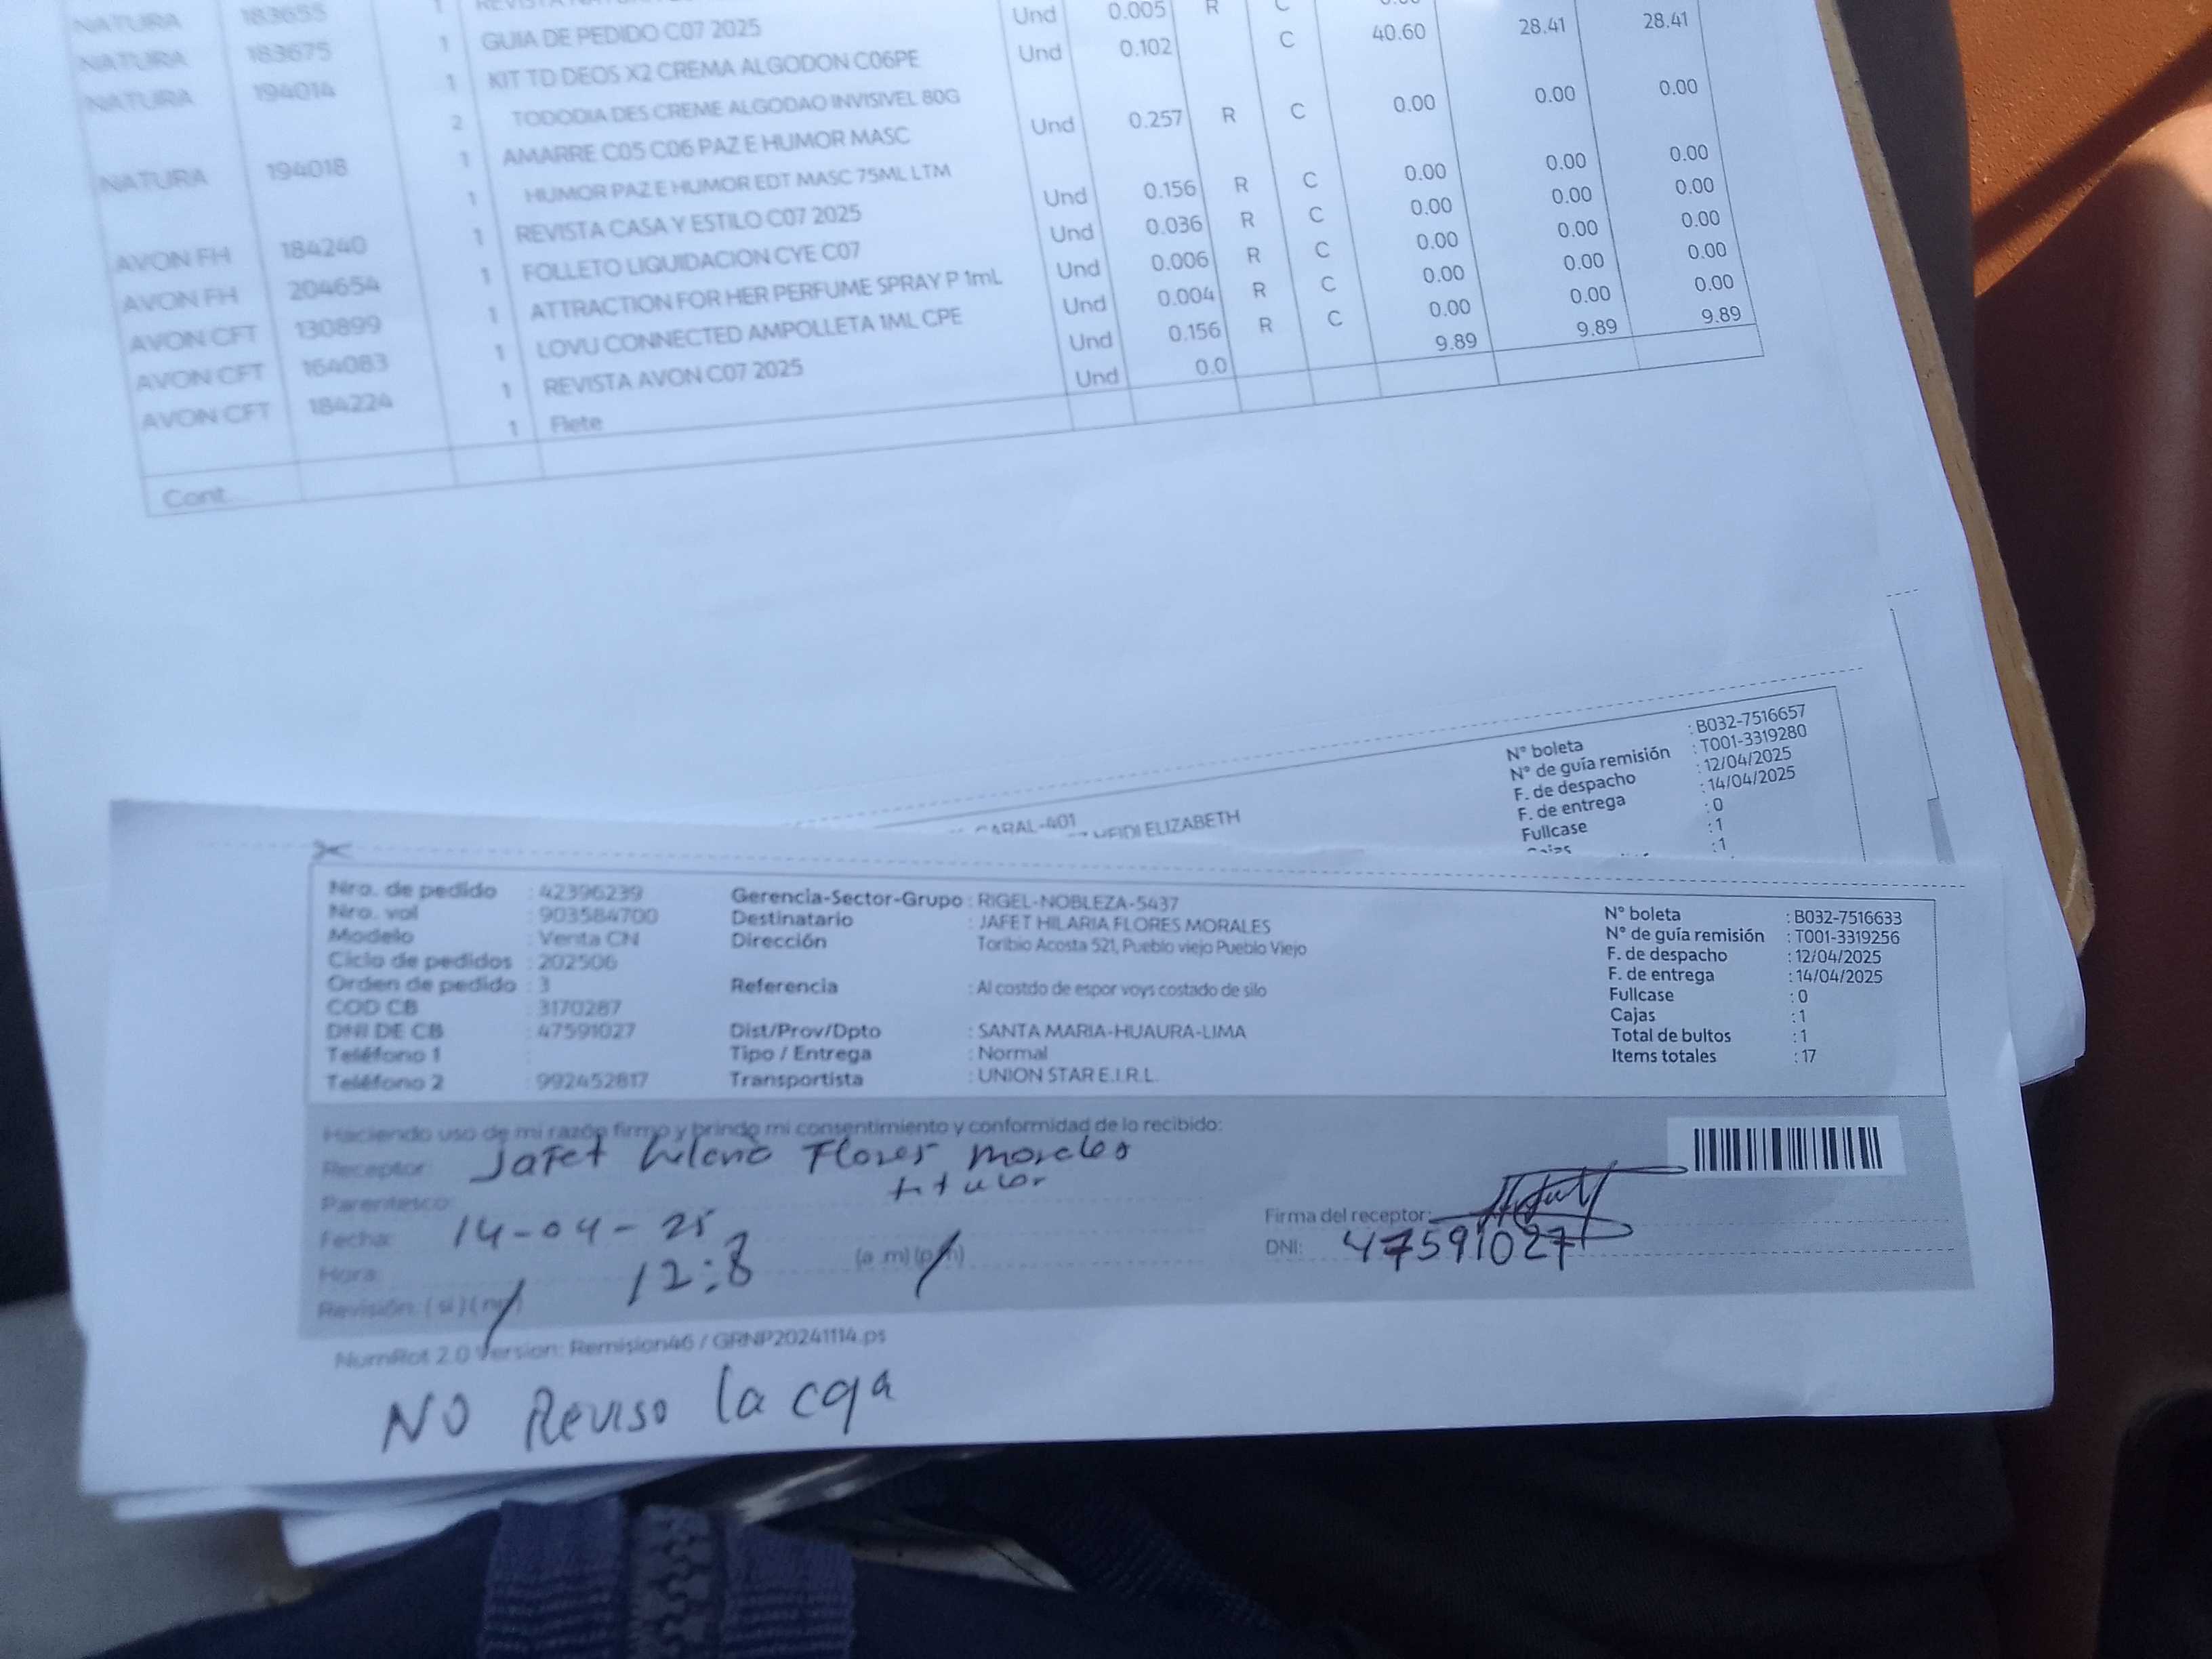 NATURA 183655 1
NATURA 183675 1 GUIA DE PEDIDO C07 2025 Und 0.005 R C
NATURA 194014 1 KIT TD DEOS X2 CREMA ALGODON C06PE Und 0.102 C 40.60 28.41 28.41
2 TODODIA DES CREME ALGODAO INVISIVEL 80G
NATURA 194018 1 AMARRE C05 C06 PAZ E HUMOR MASC Und 0.257 R C 0.00 0.00 0.00
1 HUMOR PAZ E HUMOR EDT MASC 75ML LTM
AVON FH 184240 1 REVISTA CASA Y ESTILO C07 2025 Und 0.156 R C 0.00 0.00 0.00
AVON FH 204654 1 FOLLETO LIQUIDACION CYE C07 Und 0.036 R C 0.00 0.00 0.00
AVON CFT 130899 1 ATTRACTION FOR HER PERFUME SPRAY P 1mL Und 0.006 R C 0.00 0.00 0.00
AVON CFT 164083 1 LOVU CONNECTED AMPOLLETA 1ML CPE Und 0.004 R C 0.00 0.00 0.00
AVON CFT 184224 1 REVISTA AVON C07 2025 Und 0.156 R C 0.00 0.00 0.00
1 Flete Und 0.0 9.89 9.89 9.89
Cont
CARAL-401
HEIDI ELIZABETH
N° boleta : B032-7516657
N° de guía remisión : T001-3319280
F. de despacho : 12/04/2025
F. de entrega : 14/04/2025
Fullcase : 0
: 1
: 1
Nro. de pedido : 42396239 Gerencia-Sector-Grupo : RIGEL-NOBLEZA-5437 N° boleta : B032-7516633
Nro. vol : 903584700 Destinatario : JAFET HILARIA FLORES MORALES N° de guía remisión : T001-3319256
Modelo : Venta CN Dirección Toribio Acosta 521, Pueblo viejo Pueblo Viejo F. de despacho : 12/04/2025
Ciclo de pedidos : 202506 F. de entrega : 14/04/2025
Orden de pedido : 3 Referencia : Al costdo de espor voys costado de silo Fullcase : 0
COD CB : 3170287 Cajas : 1
DNI DE CB : 47591027 Dist/Prov/Dpto : SANTA MARIA-HUAURA-LIMA Total de bultos : 1
Teléfono 1 : Tipo / Entrega : Normal Items totales : 17
Teléfono 2 : 992452817 Transportista : UNION STAR E.I.R.L.
Haciendo uso de mi razón firmo y brindo mi consentimiento y conformidad de lo recibido:
Receptor: Jafet Flores Morales
Parentesco: titular
Fecha: 14-04-25 Firma del receptor:
Hora: 12:8 (a.m) (p.m) DNI: 47591027
Revisión: (si) (no)
NumRot 2.0 Version: Remision46 / GRNP20241114.ps
NO Reviso la caja